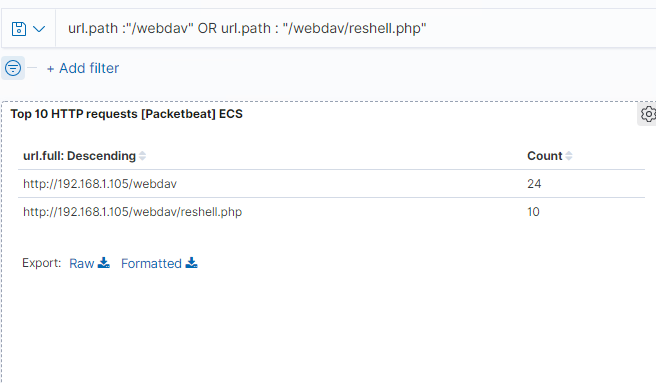 url.path :"/webdav" OR url.path : "/webdav/reshell.php"
+ Add filter
Top 10 HTTP requests [Packetbeat] ECS
url.full: Descending Count
http://192.168.1.105/webdav 24
http://192.168.1.105/webdav/reshell.php 10
Export: Raw Formatted